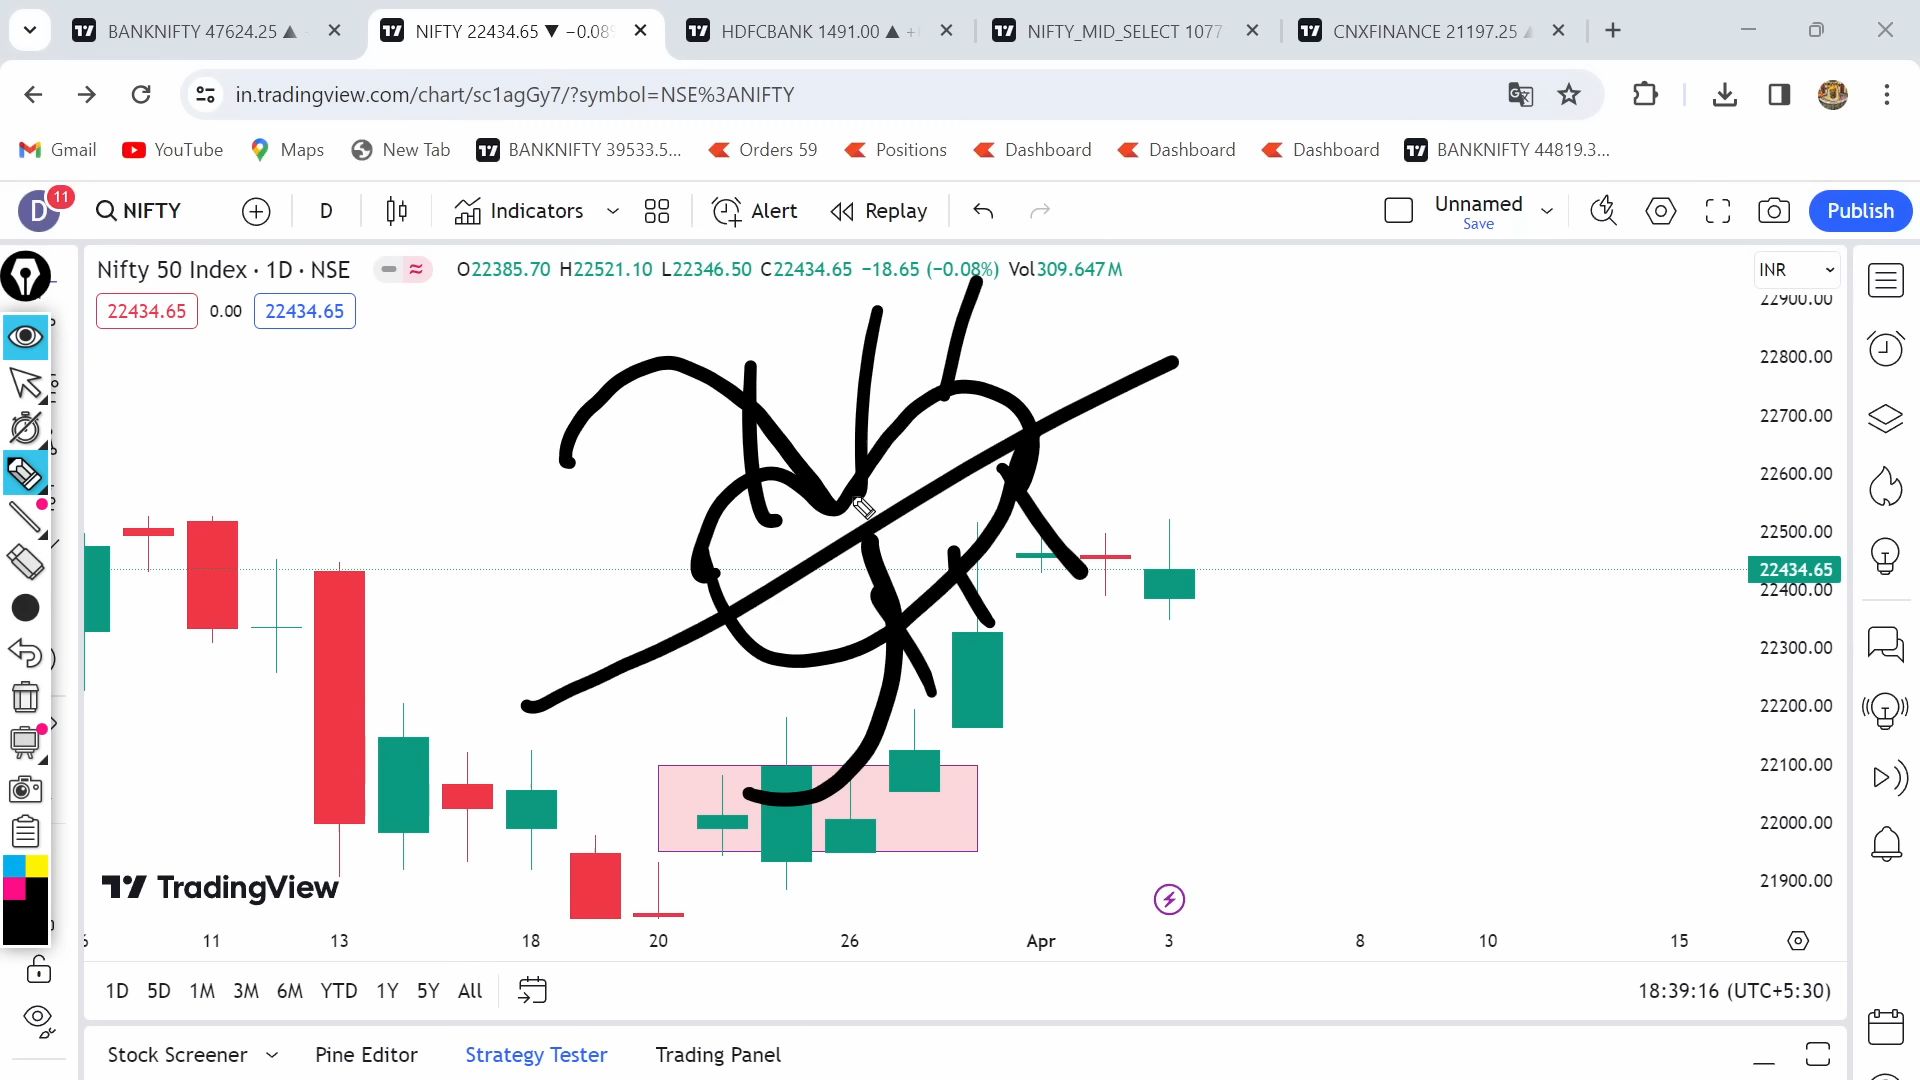 BANKNIFTY 47624.25 ▲
NIFTY 22434.65 ▼ −0.08
HDFCBANK 1491.00 ▲ +
NIFTY_MID_SELECT 1077
CNXFINANCE 21197.25
in.tradingview.com/chart/sc1agGy7/?symbol=NSE%3ANIFTY
Gmail YouTube Maps New Tab BANKNIFTY 39533.5... Orders 59 Positions Dashboard Dashboard Dashboard BANKNIFTY 44819.3...
D 11 NIFTY D Indicators Alert Replay Unnamed Publish
Save
Nifty 50 Index · 1D · NSE O22385.70 H22521.10 L22346.50 C22434.65 −18.65 (−0.08%) Vol309.647M INR
22434.65 0.00 22434.65
22900.00
22800.00
22700.00
22600.00
22500.00
22434.65
22400.00
22300.00
22200.00
22100.00
22000.00
21900.00
TradingView
11 13 18 20 26 Apr 3 8 10 15
1D 5D 1M 3M 6M YTD 1Y 5Y All 18:39:16 (UTC+5:30)
Stock Screener Pine Editor Strategy Tester Trading Panel